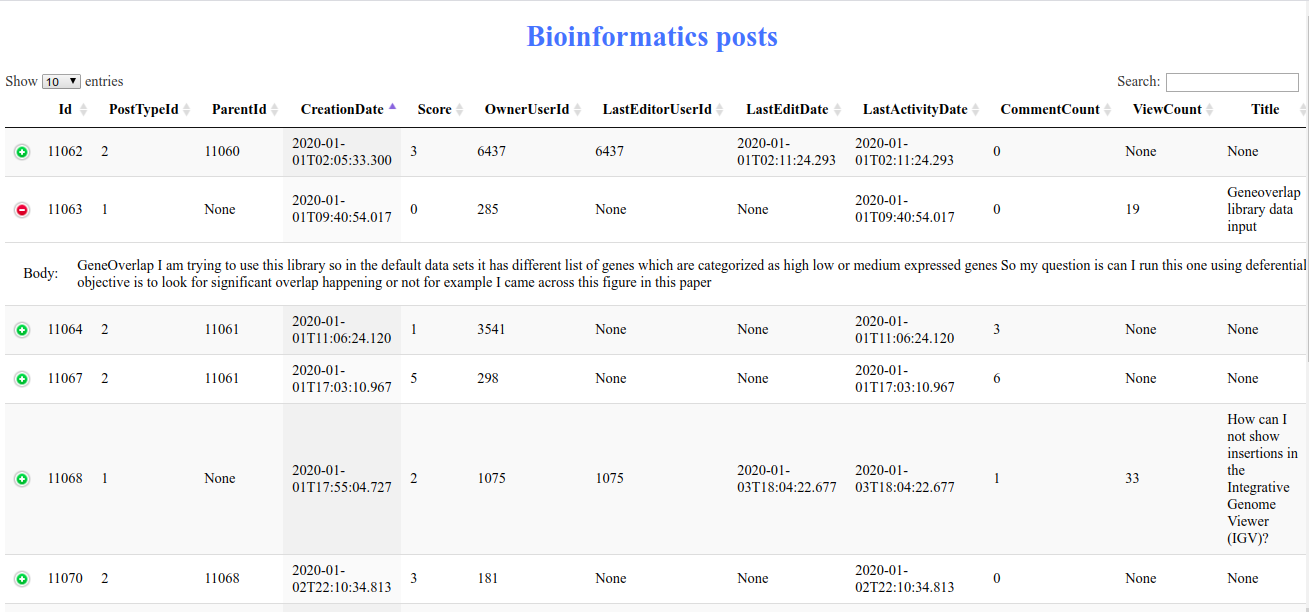 Bioinformatics posts
Show 10 entries Search:
Id PostTypeId ParentId CreationDate Score OwnerUserId LastEditorUserId LastEditDate LastActivityDate CommentCount ViewCount Title
11062 2 11060 2020-01-01T02:05:33.300 3 6437 6437 2020-01-01T02:11:24.293 2020-01-01T02:11:24.293 0 None None
11063 1 None 2020-01-01T09:40:54.017 0 285 None None 2020-01-01T09:40:54.017 0 19 Geneoverlap library data input
Body: GeneOverlap I am trying to use this library so in the default data sets it has different list of genes which are categorized as high low or medium expressed genes So my question is can I run this one using deferential
objective is to look for significant overlap happening or not for example I came across this figure in this paper
11064 2 11061 2020-01-01T11:06:24.120 1 3541 None None 2020-01-01T11:06:24.120 3 None None
11067 2 11061 2020-01-01T17:03:10.967 5 298 None None 2020-01-01T17:03:10.967 6 None None
11068 1 None 2020-01-01T17:55:04.727 2 1075 1075 2020-01-03T18:04:22.677 2020-01-03T18:04:22.677 1 33 How can I not show insertions in the Integrative Genome Viewer (IGV)?
11070 2 11068 2020-01-02T22:10:34.813 3 181 None None 2020-01-02T22:10:34.813 0 None None